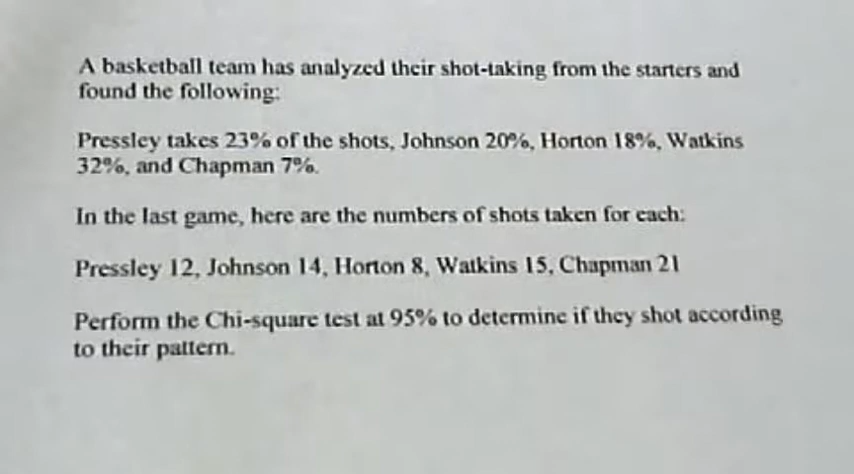 A basketball team has analyzed their shot-taking from the starters and
found the following:
Pressley takes 23% of the shots, Johnson 20%, Horton 18%, Watkins
32%, and Chapman 7%.
In the last game, here are the numbers of shots taken for each:
Pressley 12, Johnson 14, Horton 8, Watkins 15, Chapman 21
Perform the Chi-square test at 95% to determine if they shot according
to their pattern.